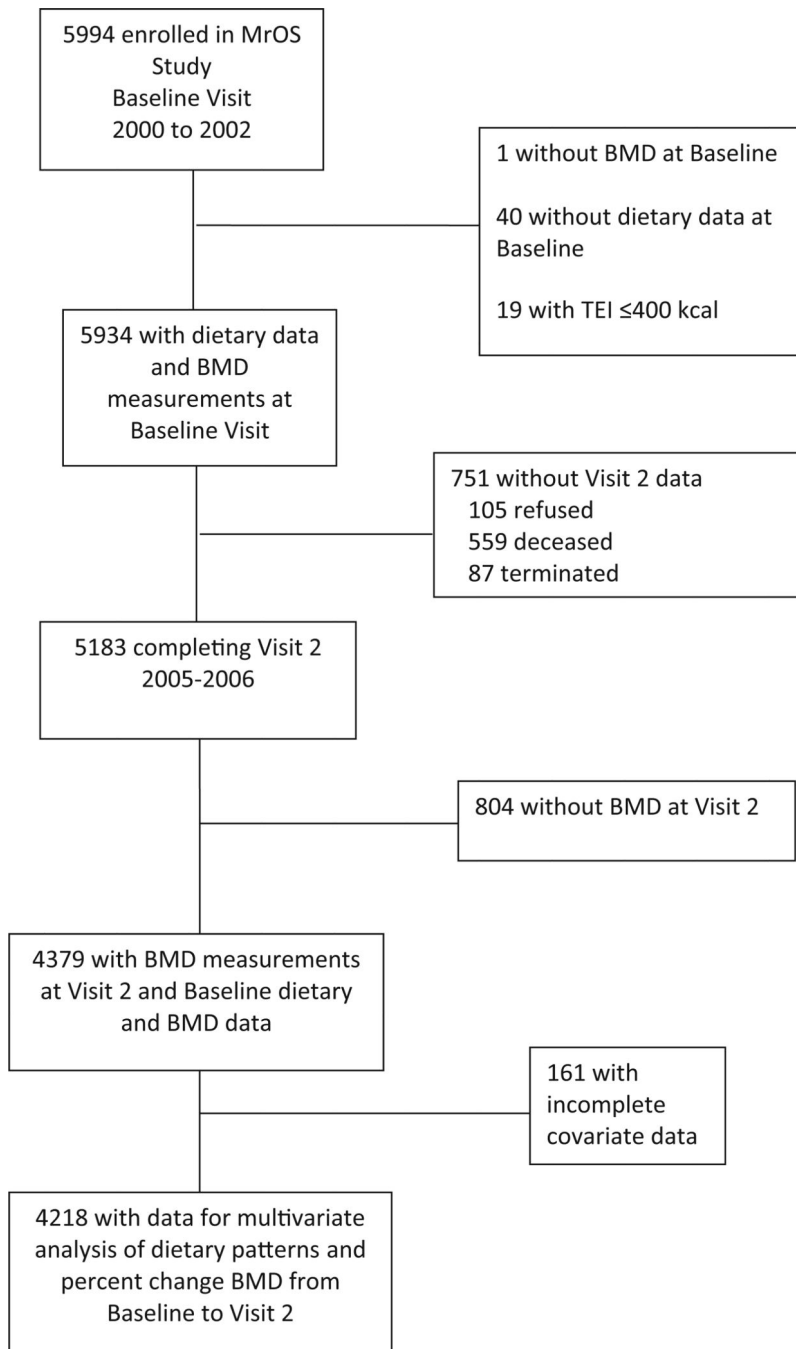 5994 enrolled in MrOS
Study
Baseline Visit
2000 to 2002
1 without BMD at Baseline
40 without dietary data at
Baseline
19 with TEI ≤400 kcal
5934 with dietary data
and BMD
measurements at
Baseline Visit
751 without Visit 2 data
105 refused
559 deceased
87 terminated
5183 completing Visit 2
2005-2006
804 without BMD at Visit 2
4379 with BMD measurements
at Visit 2 and Baseline dietary
and BMD data
161 with
incomplete
covariate data
4218 with data for multivariate
analysis of dietary patterns and
percent change BMD from
Baseline to Visit 2